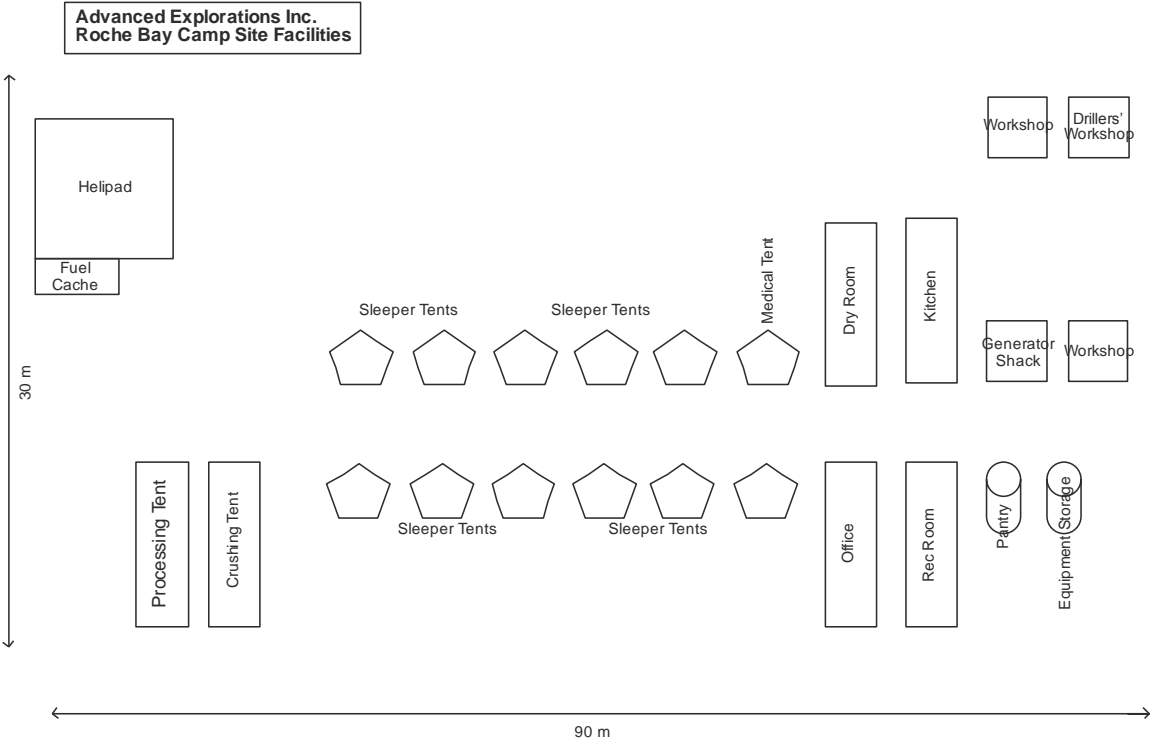 Advanced Explorations Inc.
Roche Bay Camp Site Facilities
Workshop
Drillers’
Workshop
Helipad
Fuel
Cache
Sleeper Tents
Sleeper Tents
Medical Tent
Dry Room
Kitchen
Generator
Shack
Workshop
30 m
Processing Tent
Crushing Tent
Sleeper Tents
Sleeper Tents
Office
Rec Room
Pantry
Equipment Storage
90 m